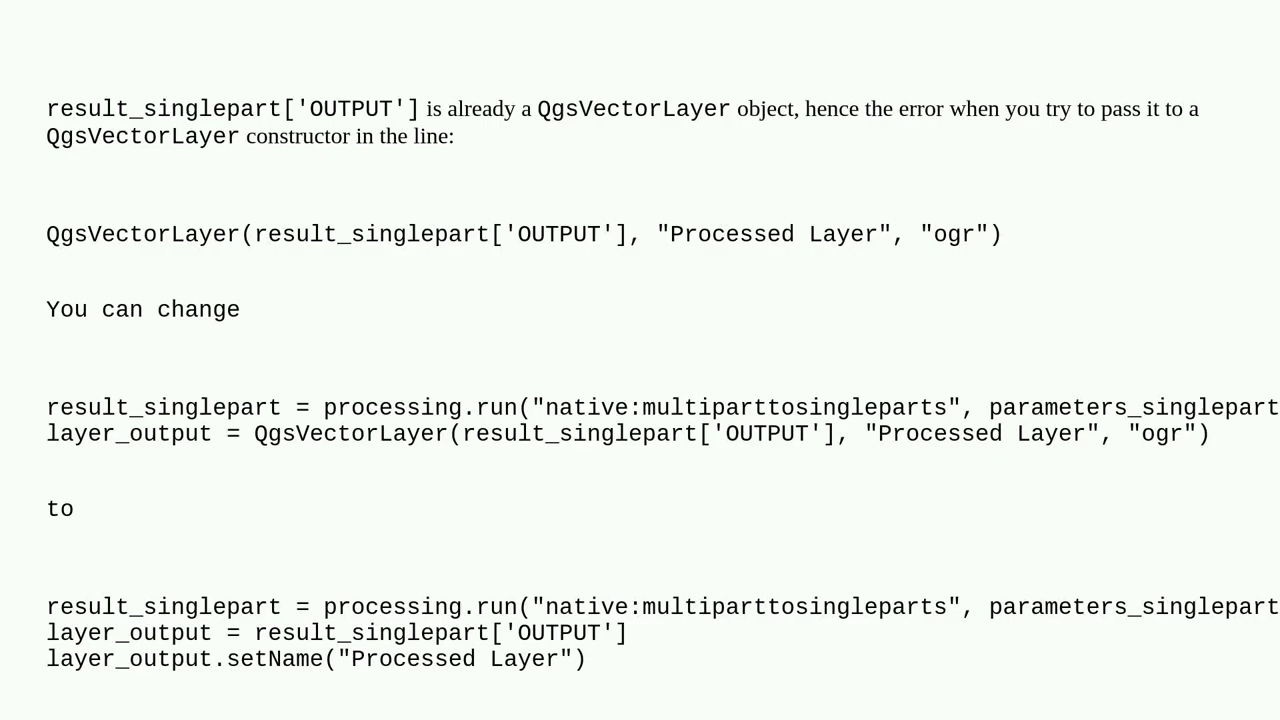 result_singlepart['OUTPUT'] is already a QgsVectorLayer object, hence the error when you try to pass it to a
QgsVectorLayer constructor in the line:
QgsVectorLayer(result_singlepart['OUTPUT'], "Processed Layer", "ogr")
You can change
result_singlepart = processing.run("native:multiparttosingleparts", parameters_singlepart
layer_output = QgsVectorLayer(result_singlepart['OUTPUT'], "Processed Layer", "ogr")
to
result_singlepart = processing.run("native:multiparttosingleparts", parameters_singlepart
layer_output = result_singlepart['OUTPUT']
layer_output.setName("Processed Layer")